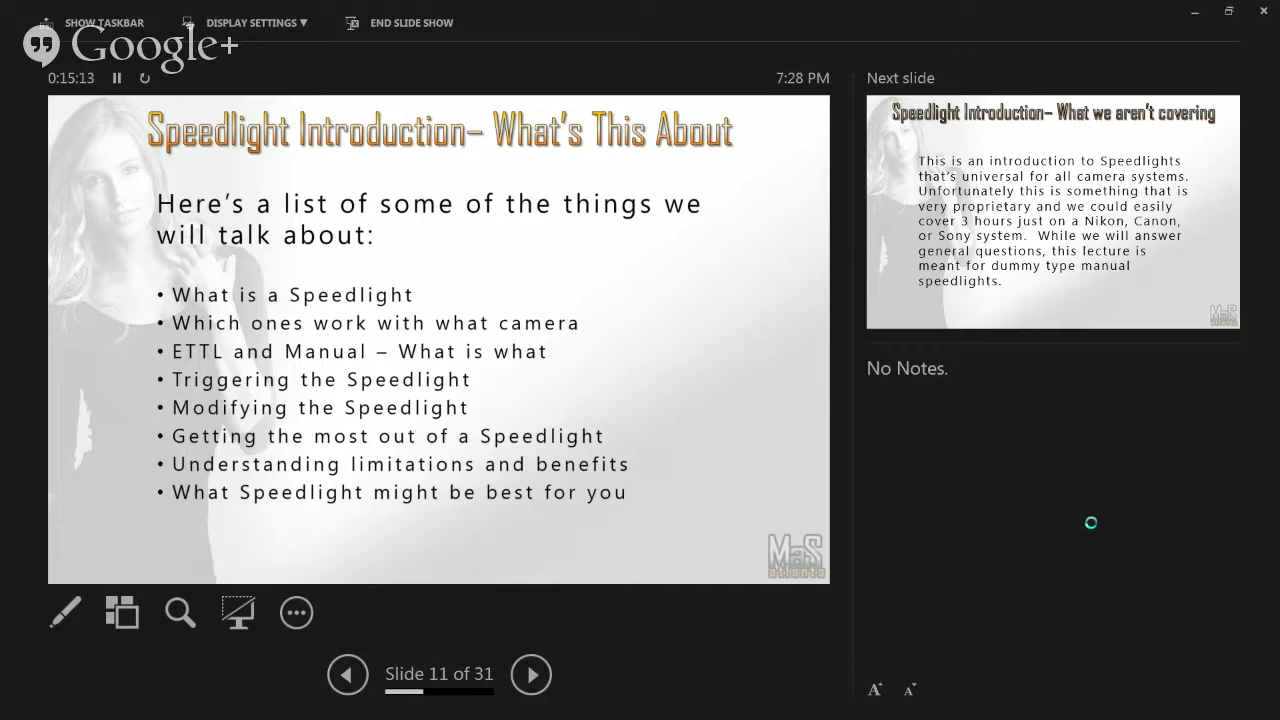 SHOW TASKBAR
DISPLAY SETTINGS ▼
END SLIDE SHOW
Google+
0:15:13
7:28 PM
Speedlight Introduction– What's This About
Here's a list of some of the things we
will talk about:
• What is a Speedlight
• Which ones work with what camera
• ETTL and Manual – What is what
• Triggering the Speedlight
• Modifying the Speedlight
• Getting the most out of a Speedlight
• Understanding limitations and benefits
• What Speedlight might be best for you
MaS
atlanta
Slide 11 of 31
Next slide
Speedlight Introduction– What we aren't covering
This is an introduction to Speedlights
that's universal for all camera systems.
Unfortunately this is something that is
very proprietary and we could easily
cover 3 hours just on a Nikon, Canon,
or Sony system. While we will answer
general questions, this lecture is
meant for dummy type manual
speedlights.
MaS
atlanta
No Notes.
A A